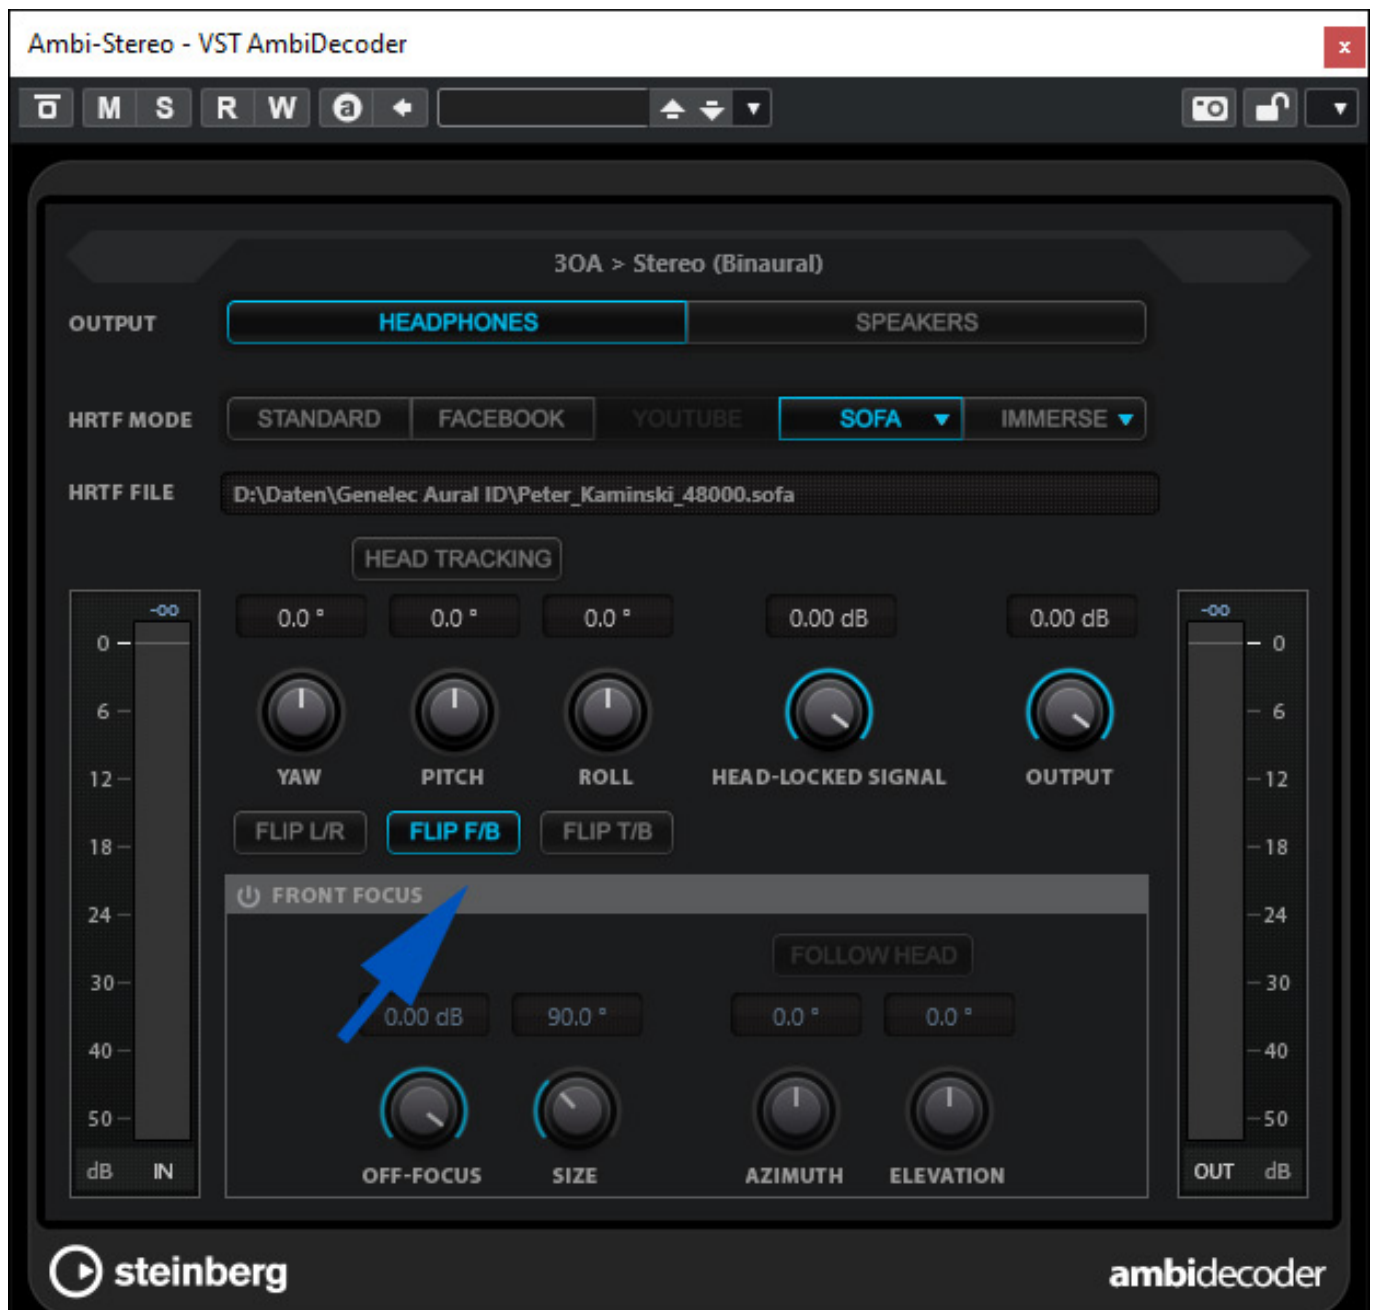 Ambi-Stereo - VST AmbiDecoder
x
M S R W a
3OA > Stereo (Binaural)
OUTPUT HEADPHONES SPEAKERS
HRTF MODE STANDARD FACEBOOK YOUTUBE SOFA IMMERSE
HRTF FILE D:\Daten\Genelec Aural ID\Peter_Kaminski_48000.sofa
HEAD TRACKING
-oo 0.0 ° 0.0 ° 0.0 ° 0.00 dB 0.00 dB -oo
0 0
6 6
YAW PITCH ROLL HEAD-LOCKED SIGNAL OUTPUT
12 12
FLIP L/R FLIP F/B FLIP T/B
18 18
FRONT FOCUS
24 24
FOLLOW HEAD
30 30
0.00 dB 90.0 ° 0.0 ° 0.0 °
40 40
50 50
dB IN OFF-FOCUS SIZE AZIMUTH ELEVATION OUT dB
steinberg ambidecoder